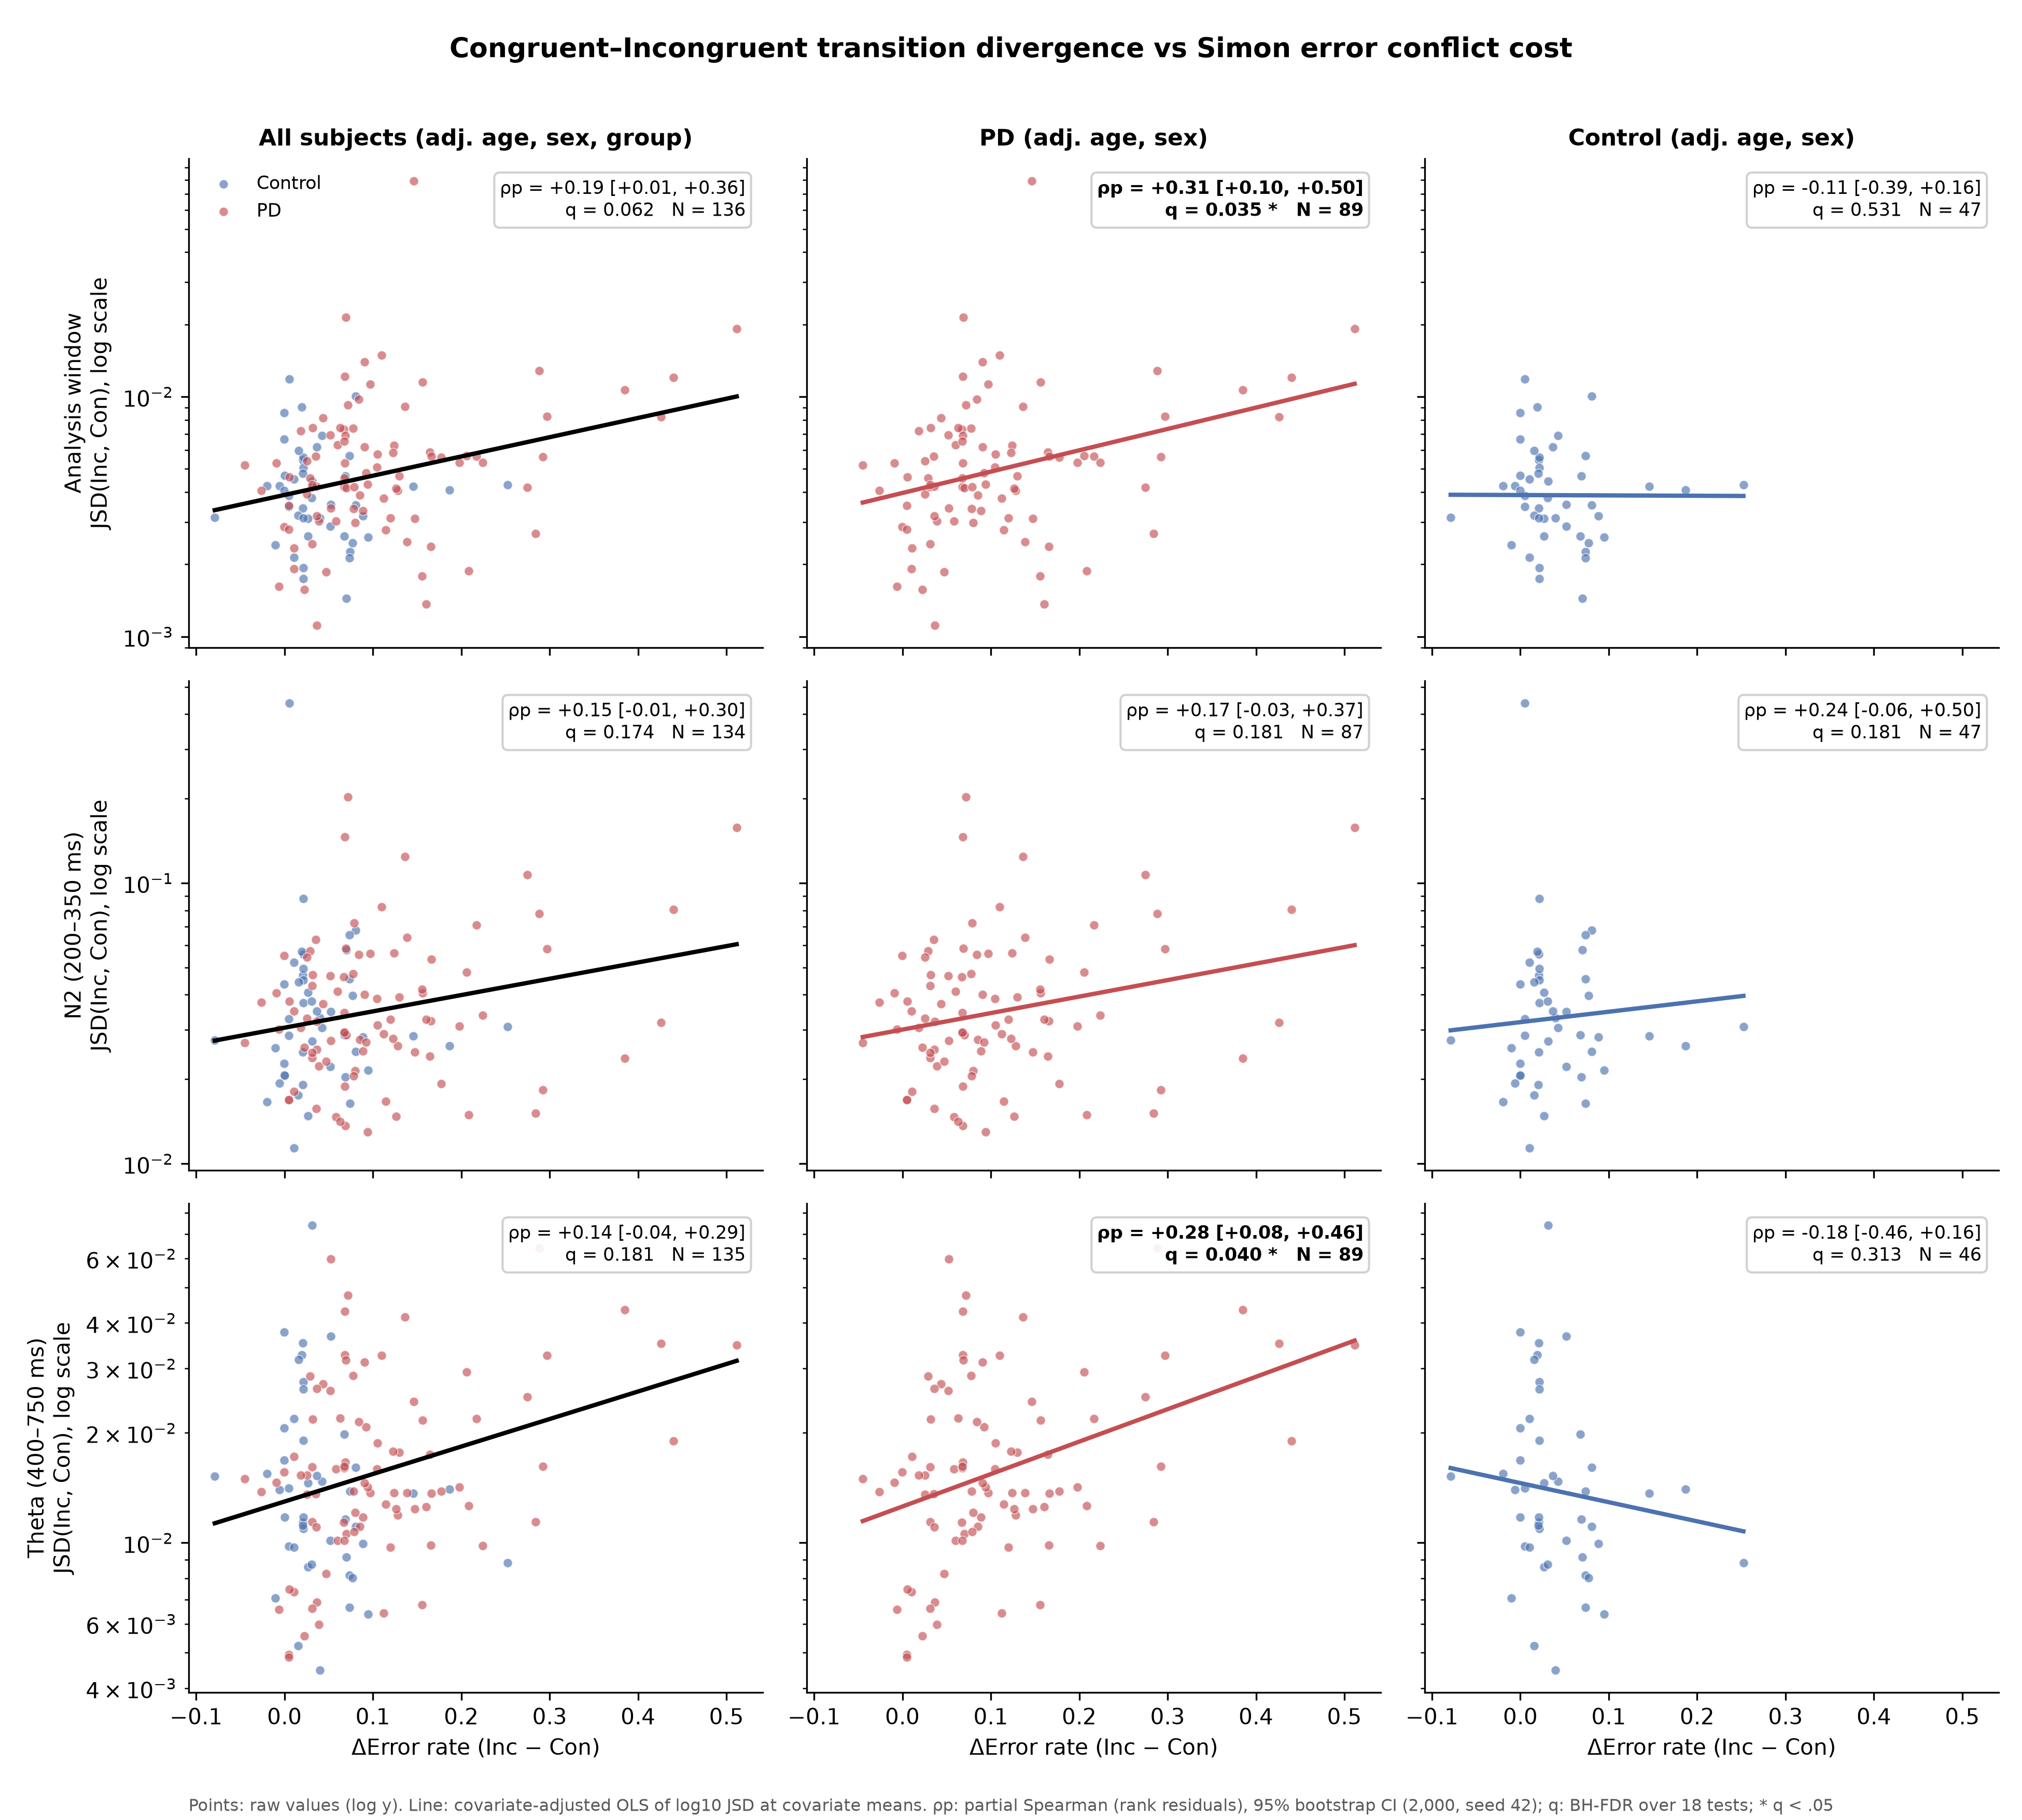 Congruent–Incongruent transition divergence vs Simon error conflict cost
All subjects (adj. age, sex, group)
PD (adj. age, sex)
Control (adj. age, sex)
Control
PD
ρp = +0.19 [+0.01, +0.36]
q = 0.062 N = 136
ρp = +0.31 [+0.10, +0.50]
q = 0.035 * N = 89
ρp = -0.11 [-0.39, +0.16]
q = 0.531 N = 47
Analysis window
JSD(Inc, Con), log scale
10⁻²
10⁻³
ρp = +0.15 [-0.01, +0.30]
q = 0.174 N = 134
ρp = +0.17 [-0.03, +0.37]
q = 0.181 N = 87
ρp = +0.24 [-0.06, +0.50]
q = 0.181 N = 47
N2 (200–350 ms)
JSD(Inc, Con), log scale
10⁻¹
10⁻²
ρp = +0.14 [-0.04, +0.29]
q = 0.181 N = 135
ρp = +0.28 [+0.08, +0.46]
q = 0.040 * N = 89
ρp = -0.18 [-0.46, +0.16]
q = 0.313 N = 46
Theta (400–750 ms)
JSD(Inc, Con), log scale
6 × 10⁻²
4 × 10⁻²
3 × 10⁻²
2 × 10⁻²
10⁻²
6 × 10⁻³
4 × 10⁻³
−0.1 0.0 0.1 0.2 0.3 0.4 0.5
−0.1 0.0 0.1 0.2 0.3 0.4 0.5
−0.1 0.0 0.1 0.2 0.3 0.4 0.5
ΔError rate (Inc − Con)
ΔError rate (Inc − Con)
ΔError rate (Inc − Con)
Points: raw values (log y). Line: covariate-adjusted OLS of log10 JSD at covariate means. ρp: partial Spearman (rank residuals), 95% bootstrap CI (2,000, seed 42); q: BH-FDR over 18 tests; * q < .05